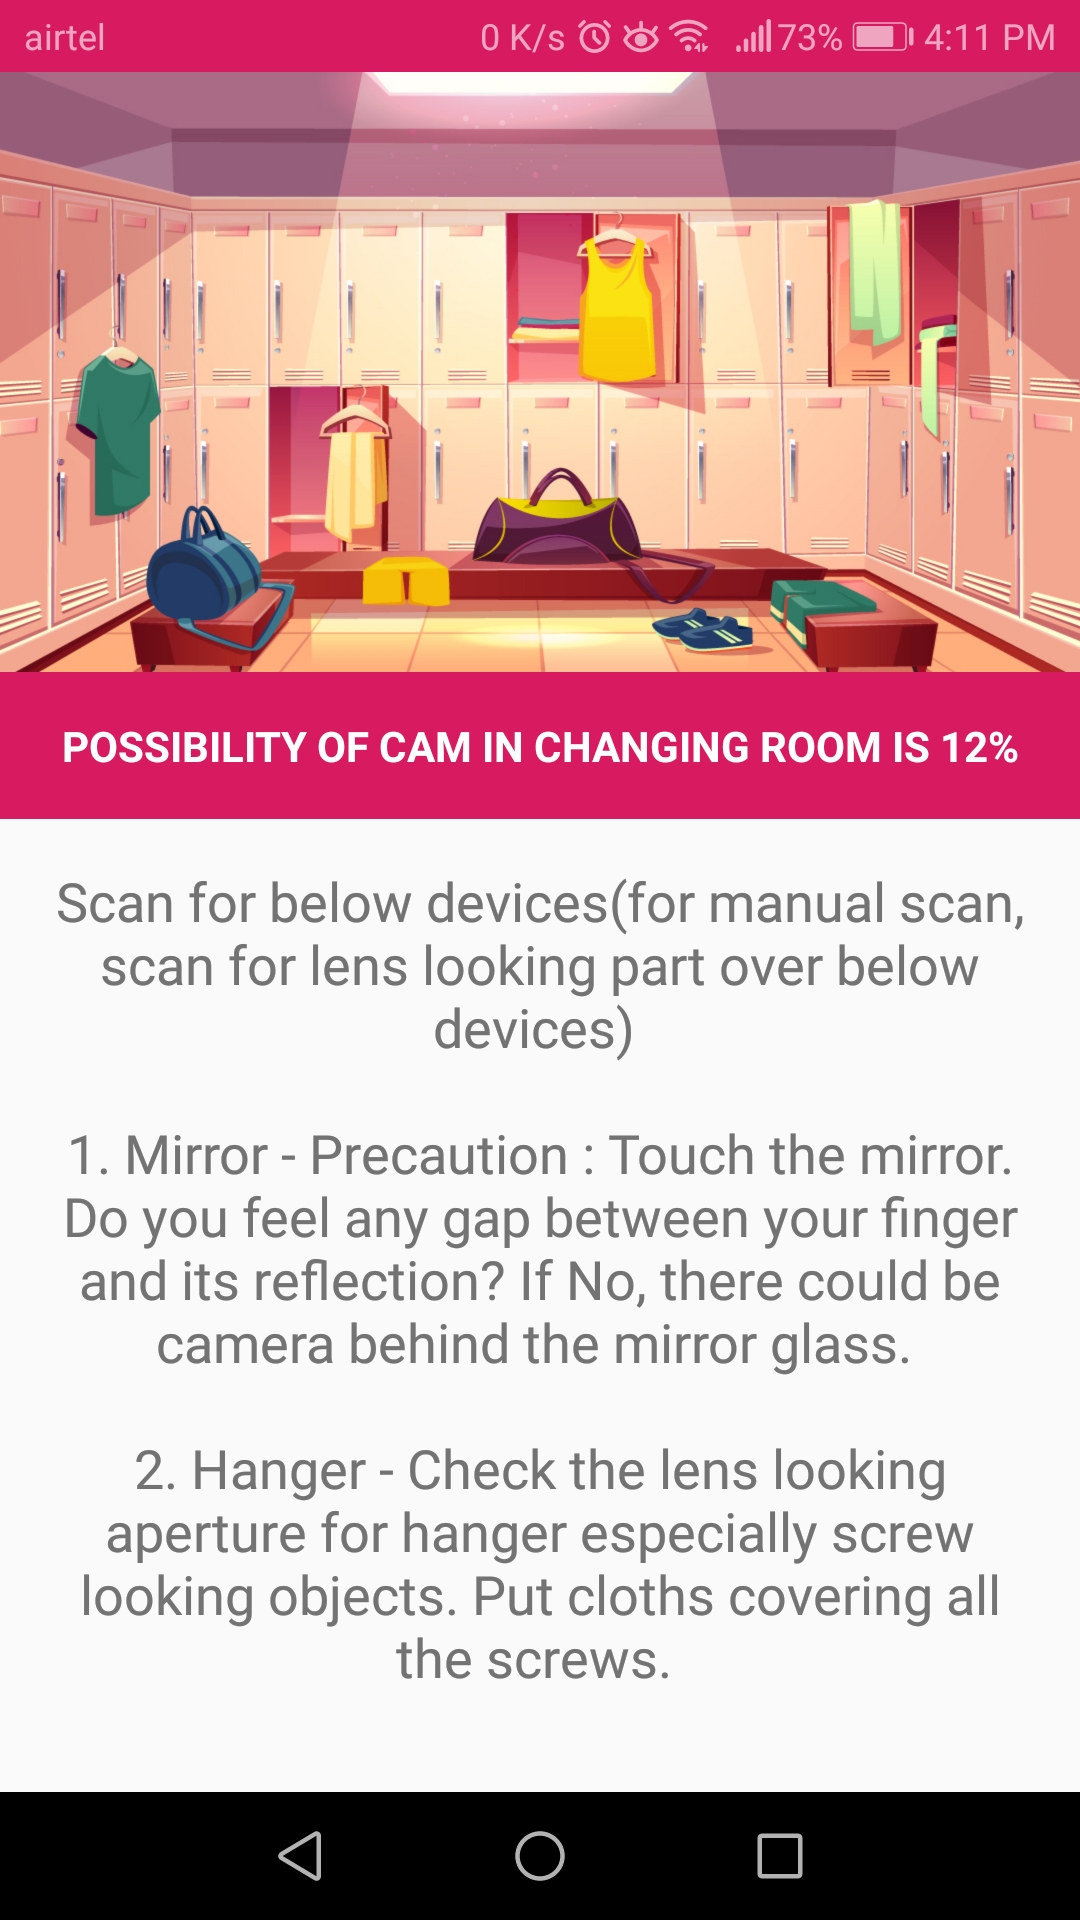 airtel
0 K/s 73% 4:11 PM
POSSIBILITY OF CAM IN CHANGING ROOM IS 12%
Scan for below devices(for manual scan,
scan for lens looking part over below
devices)
1. Mirror - Precaution : Touch the mirror.
Do you feel any gap between your finger
and its reflection? If No, there could be
camera behind the mirror glass.
2. Hanger - Check the lens looking
aperture for hanger especially screw
looking objects. Put cloths covering all
the screws.